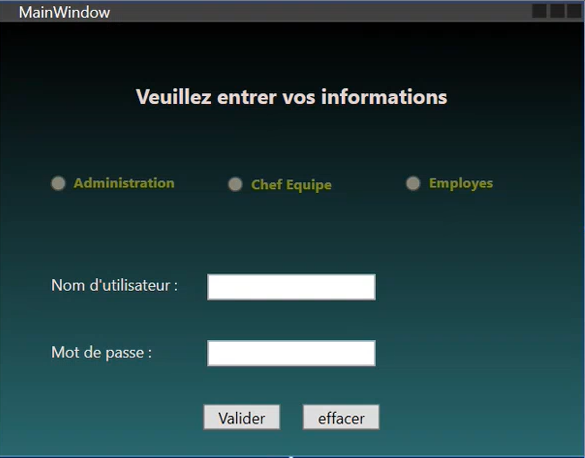 MainWindow
Veuillez entrer vos informations
Administration
Chef Equipe
Employes
Nom d'utilisateur :
Mot de passe :
Valider
effacer